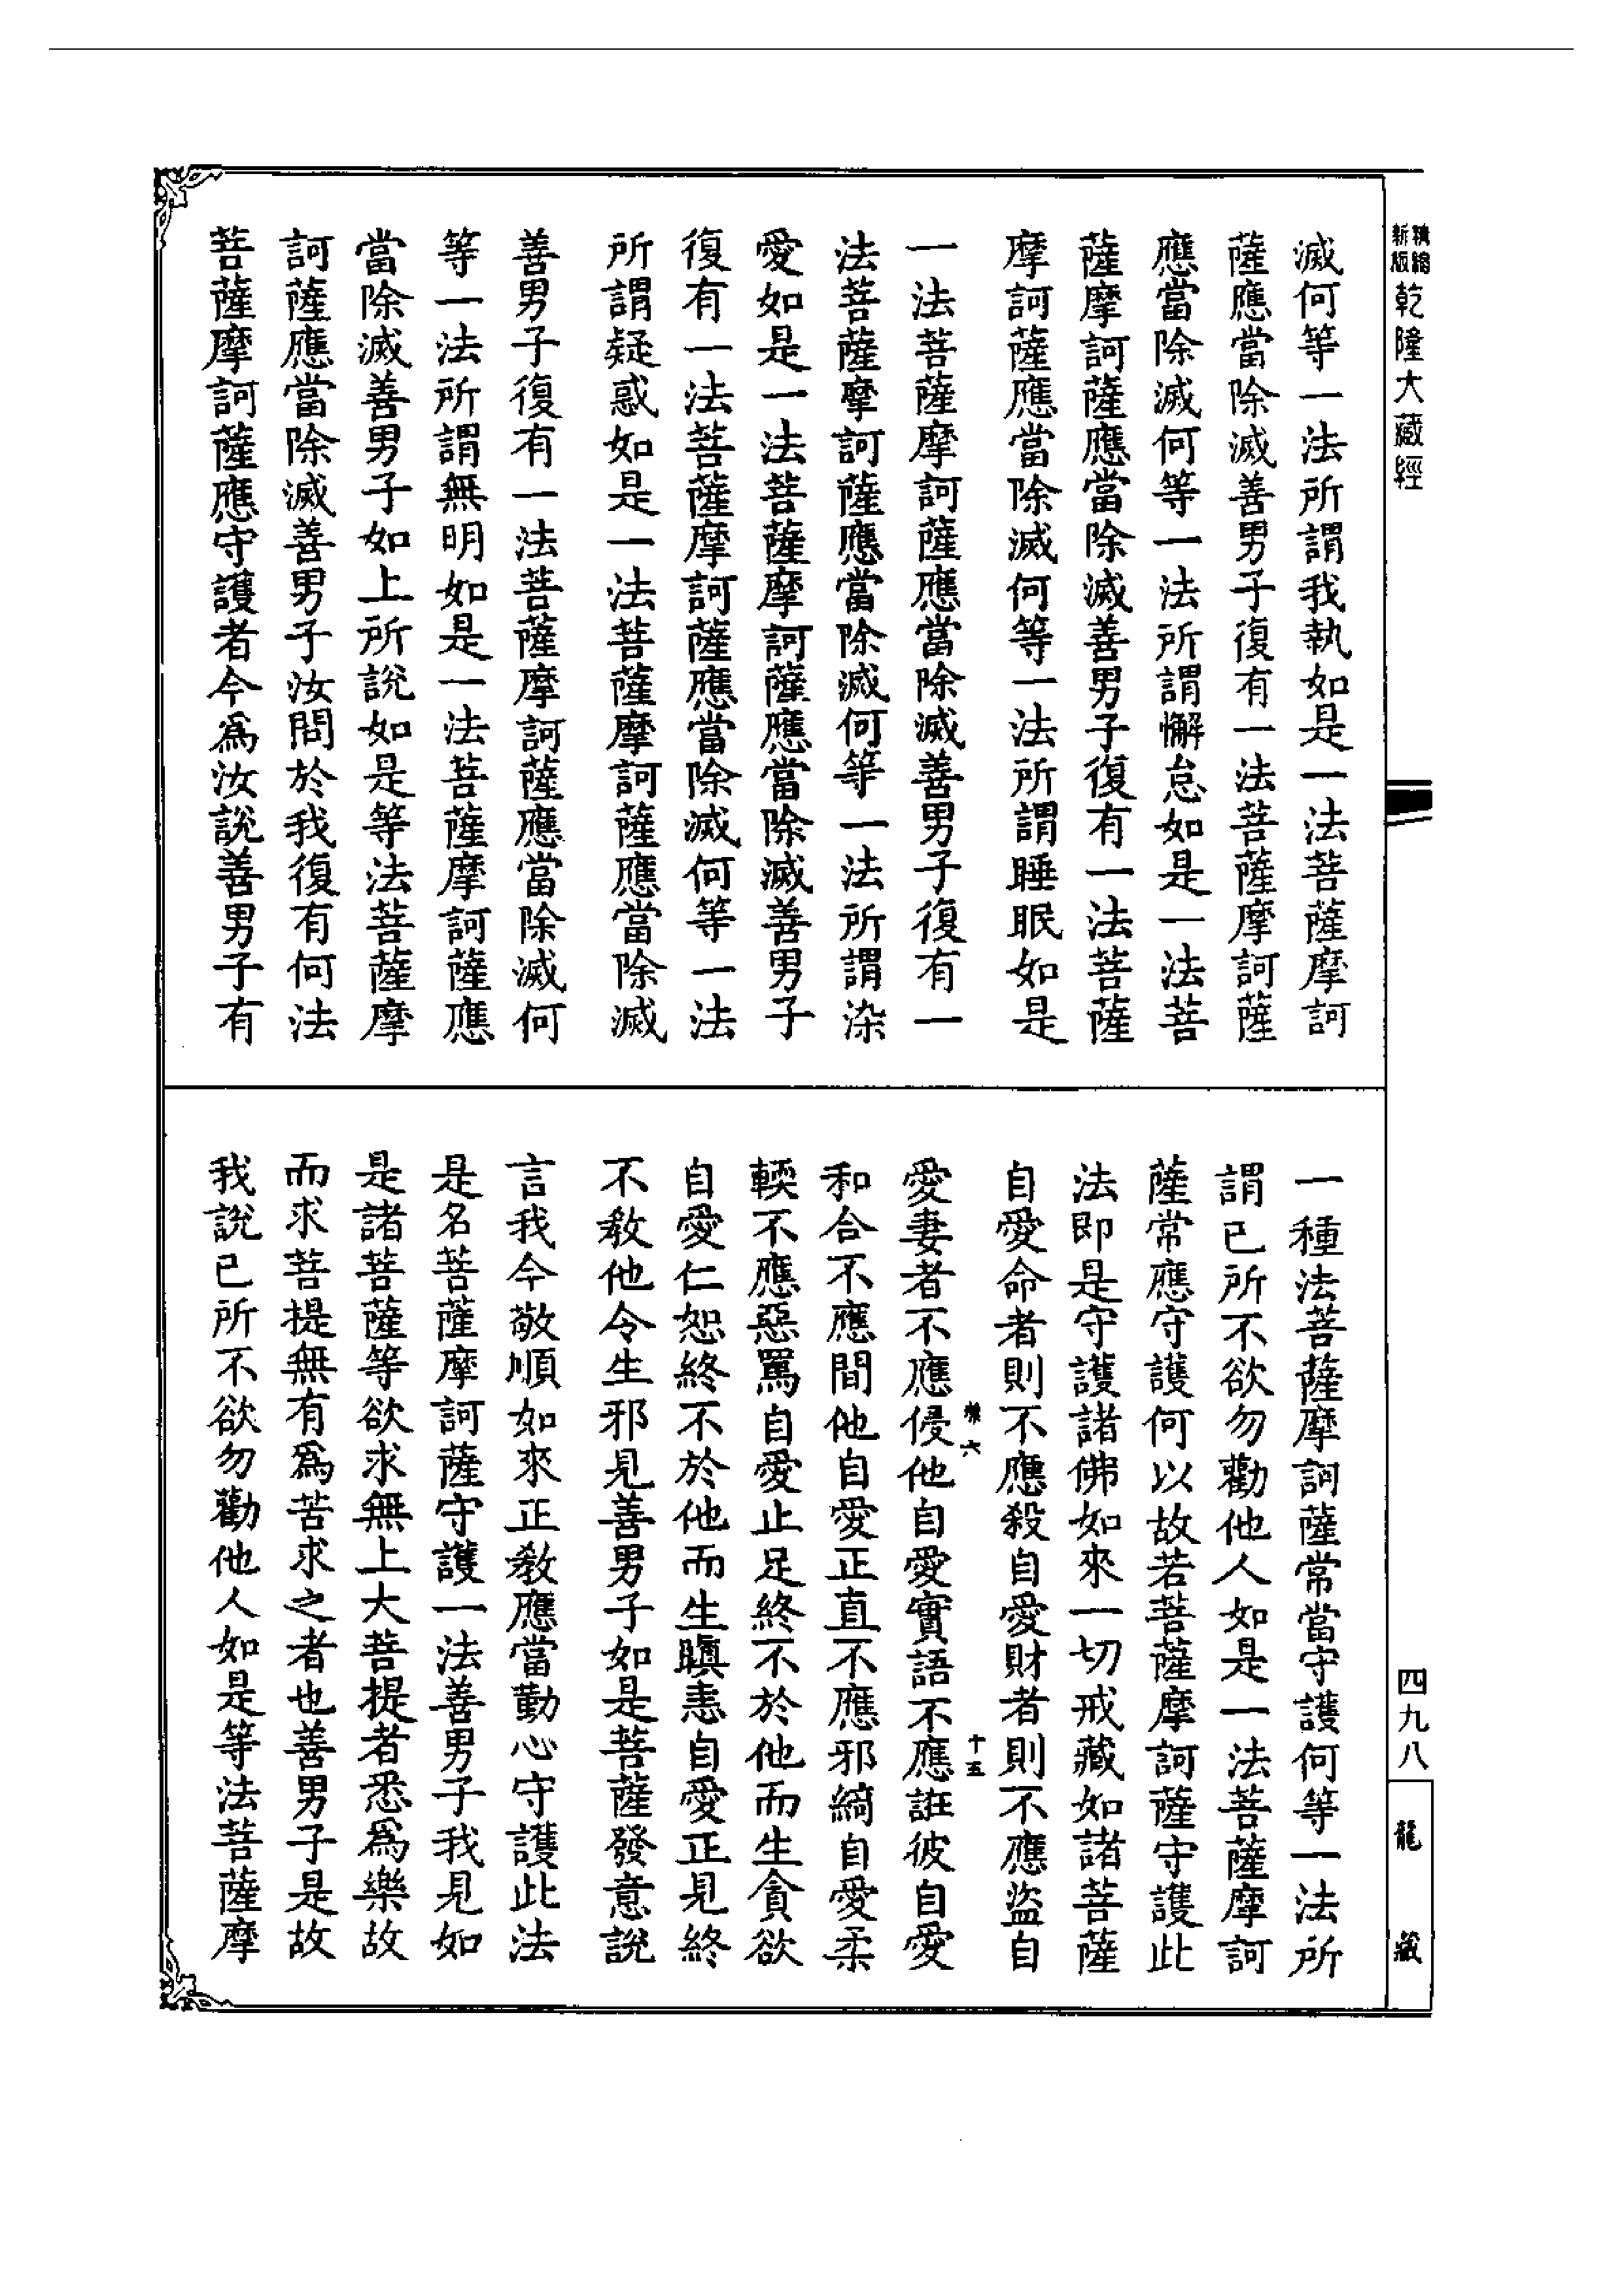 精縮新版乾隆大藏經
滅何等一法所謂我執如是一法菩薩摩訶
薩應當除滅善男子復有一法菩薩摩訶薩
應當除滅何等一法所謂懈怠如是一法菩
薩摩訶薩應當除滅善男子復有一法菩薩
摩訶薩應當除滅何等一法所謂睡眠如是
一法菩薩摩訶薩應當除滅善男子復有一
法菩薩摩訶薩應當除滅何等一法所謂染
愛如是一法菩薩摩訶薩應當除滅善男子
復有一法菩薩摩訶薩應當除滅何等一法
所謂疑惑如是一法菩薩摩訶薩應當除滅
善男子復有一法菩薩摩訶薩應當除滅何
等一法所謂無明如是一法菩薩摩訶薩應
當除滅善男子如上所說如是等法菩薩摩
訶薩應當除滅善男子汝問於我復有何法
菩薩摩訶薩應守護者今為汝說善男子有
一種法菩薩摩訶薩常當守護何等一法所
謂已所不欲勿勸他人如是一法菩薩摩訶
薩常應守護何以故若菩薩摩訶薩守護此
法即是守護諸佛如來一切戒藏如諸菩薩
自愛命者則不應殺自愛財者則不應盜自
愛妻者不應侵他自愛實語不應誑彼自愛
和合不應間他自愛正直不應邪綺自愛柔
輭不應惡罵自愛止足終不於他而生貪欲
自愛仁恕終不於他而生瞋恚自愛正見終
不教他令生邪見善男子如是菩薩發意說
言我今敬順如來正教應當勤心守護此法
是名菩薩摩訶薩守護一法善男子我見如
是諸菩薩等欲求無上大菩提者悉為樂故
而求菩提無有為苦求之者也善男子是故
我說已所不欲勿勸他人如是等法菩薩摩
六
十五
四九八
龍藏